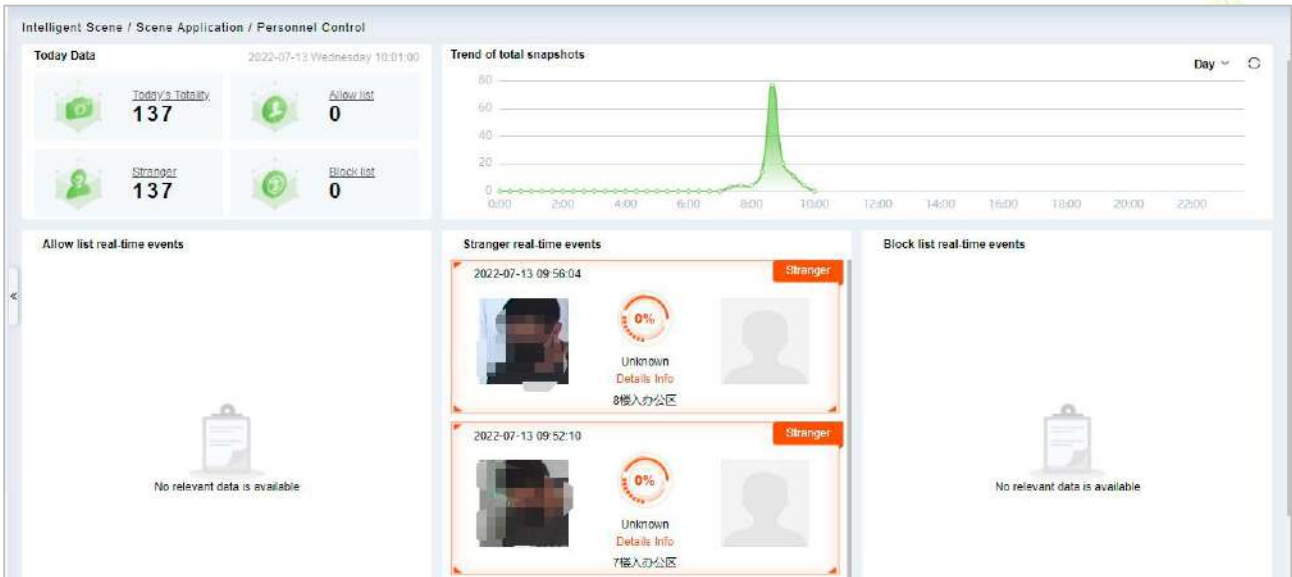 Intelligent Scene / Scene Application / Personnel Control
Today Data
2022-07-13 Wednesday 10:01:00
Today's Totality
137
Allow list
0
Stranger
137
Block list
0
Trend of total snapshots
Day
80
60
40
20
0
0:00 2:00 4:00 6:00 8:00 10:00 12:00 14:00 16:00 18:00 20:00 22:00
Allow list real-time events
No relevant data is available
Stranger real-time events
2022-07-13 09:56:04
Stranger
0%
Unknown
Details Info
8楼入办公区
2022-07-13 09:52:10
Stranger
0%
Unknown
Details Info
7楼入办公区
Block list real-time events
No relevant data is available